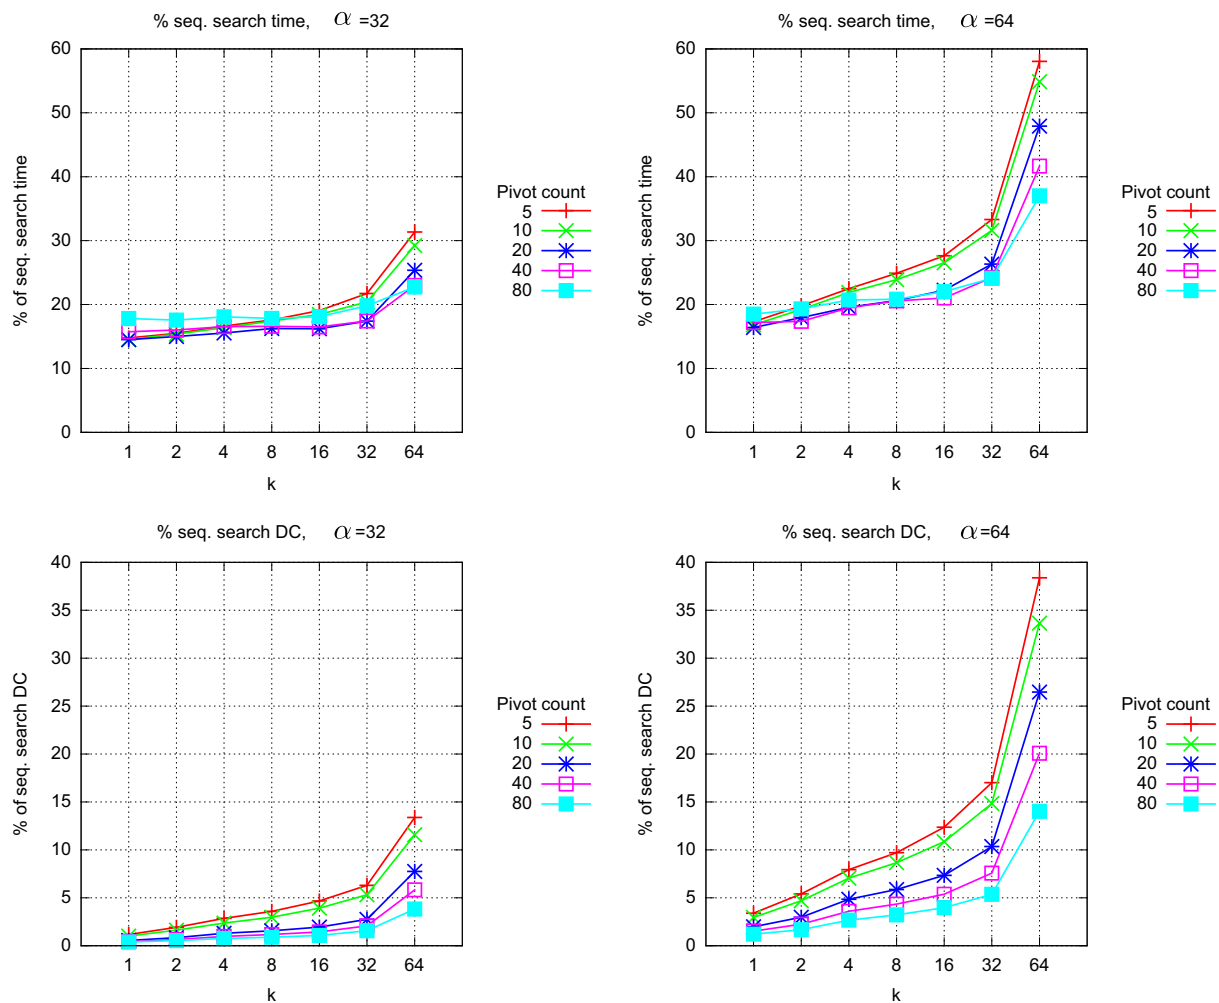 % seq. search time, α =32
60
50
40
30
20
10
0
% of seq. search time
1 2 4 8 16 32 64
k
Pivot count
5
10
20
40
80
% seq. search time, α =64
60
50
40
30
20
10
0
% of seq. search time
1 2 4 8 16 32 64
k
Pivot count
5
10
20
40
80
% seq. search DC, α =32
40
35
30
25
20
15
10
5
0
% of seq. search DC
1 2 4 8 16 32 64
k
Pivot count
5
10
20
40
80
% seq. search DC, α =64
40
35
30
25
20
15
10
5
0
% of seq. search DC
1 2 4 8 16 32 64
k
Pivot count
5
10
20
40
80